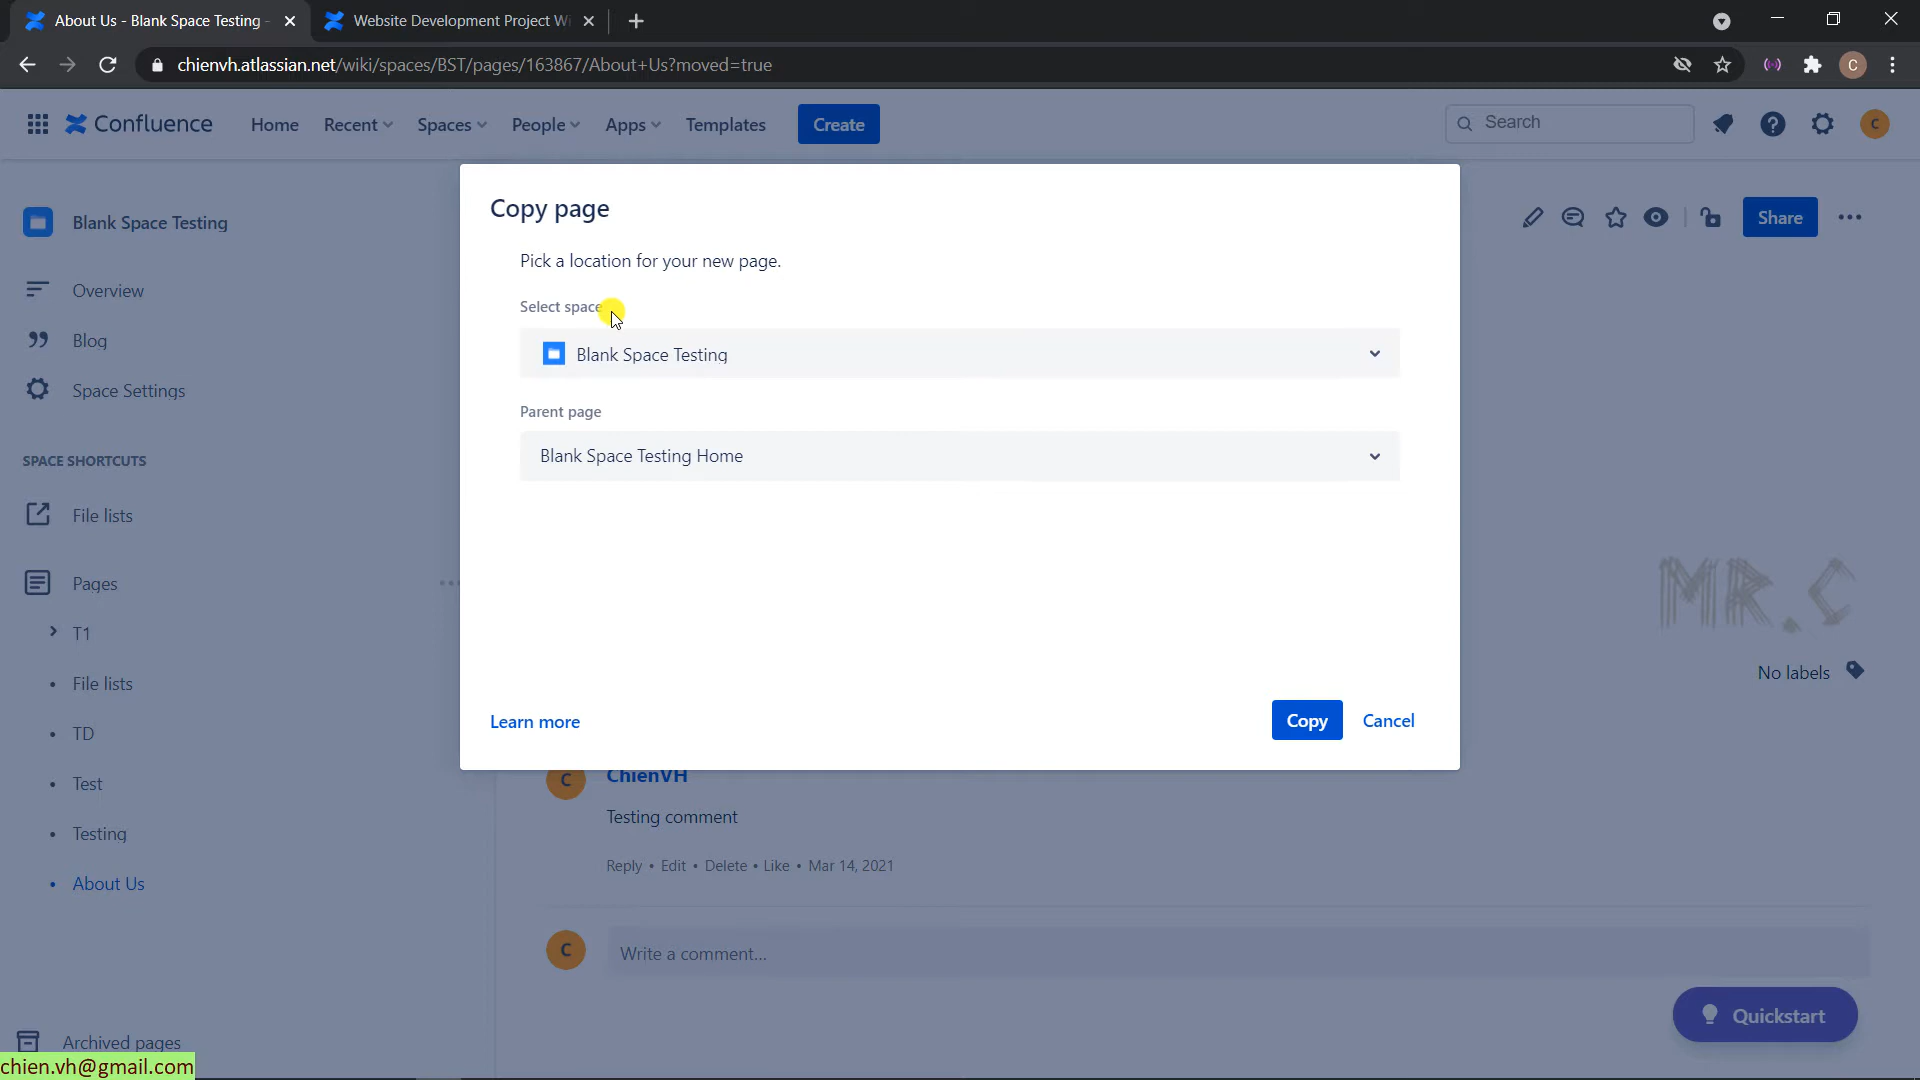 About Us - Blank Space Testing -
Website Development Project Wi
chienvh.atlassian.net/wiki/spaces/BST/pages/163867/About+Us?moved=true
C
Confluence
Home
Recent
Spaces
People
Apps
Templates
Create
Search
C
Blank Space Testing
Overview
Blog
Space Settings
SPACE SHORTCUTS
File lists
Pages
T1
File lists
TD
Test
Testing
About Us
Archived pages
chien.vh@gmail.com
Copy page
Pick a location for your new page.
Select space
Blank Space Testing
Parent page
Blank Space Testing Home
Learn more
Copy
Cancel
Share
MR.C
No labels
C
ChienVH
Testing comment
Reply • Edit • Delete • Like • Mar 14, 2021
C
Write a comment...
Quickstart